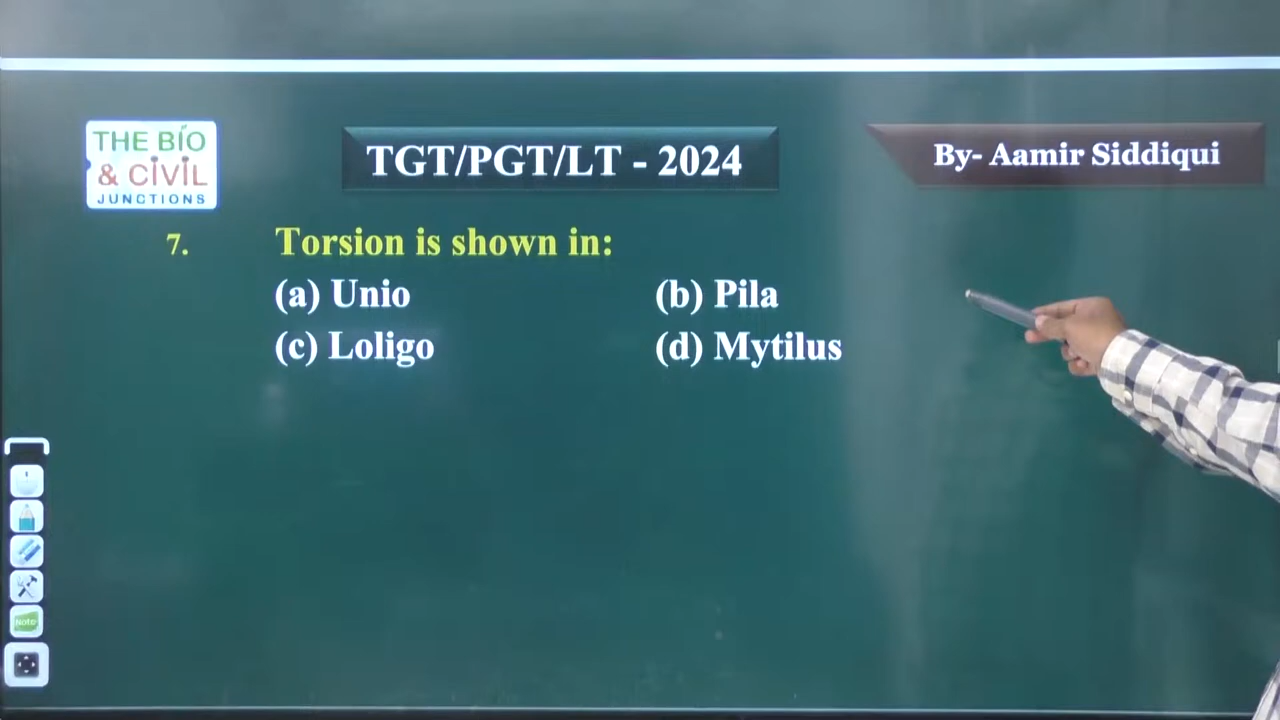 THE BIO
& CIVIL
JUNCTIONS
TGT/PGT/LT - 2024
By- Aamir Siddiqui
7. Torsion is shown in:
(a) Unio (b) Pila
(c) Loligo (d) Mytilus
Note